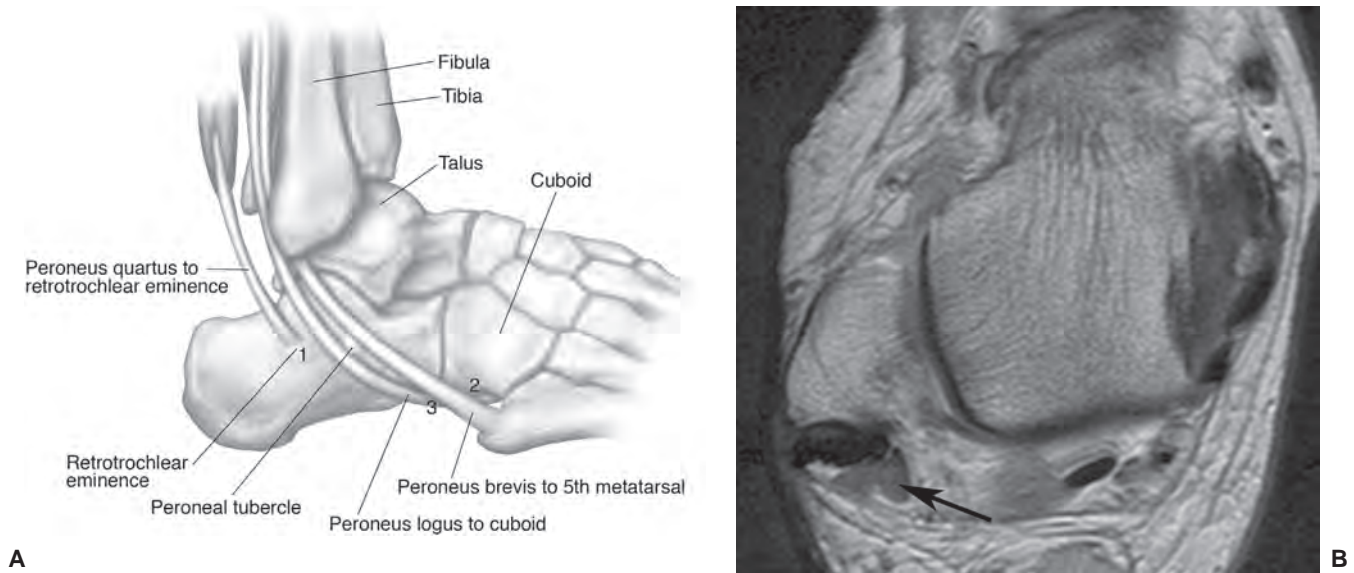 Fibula
Tibia
Talus
Cuboid
Peroneus quartus to
retrotrochlear eminence
1
2
3
Retrotrochlear
eminence
Peroneal tubercle
Peroneus brevis to 5th metatarsal
Peroneus logus to cuboid
A
B